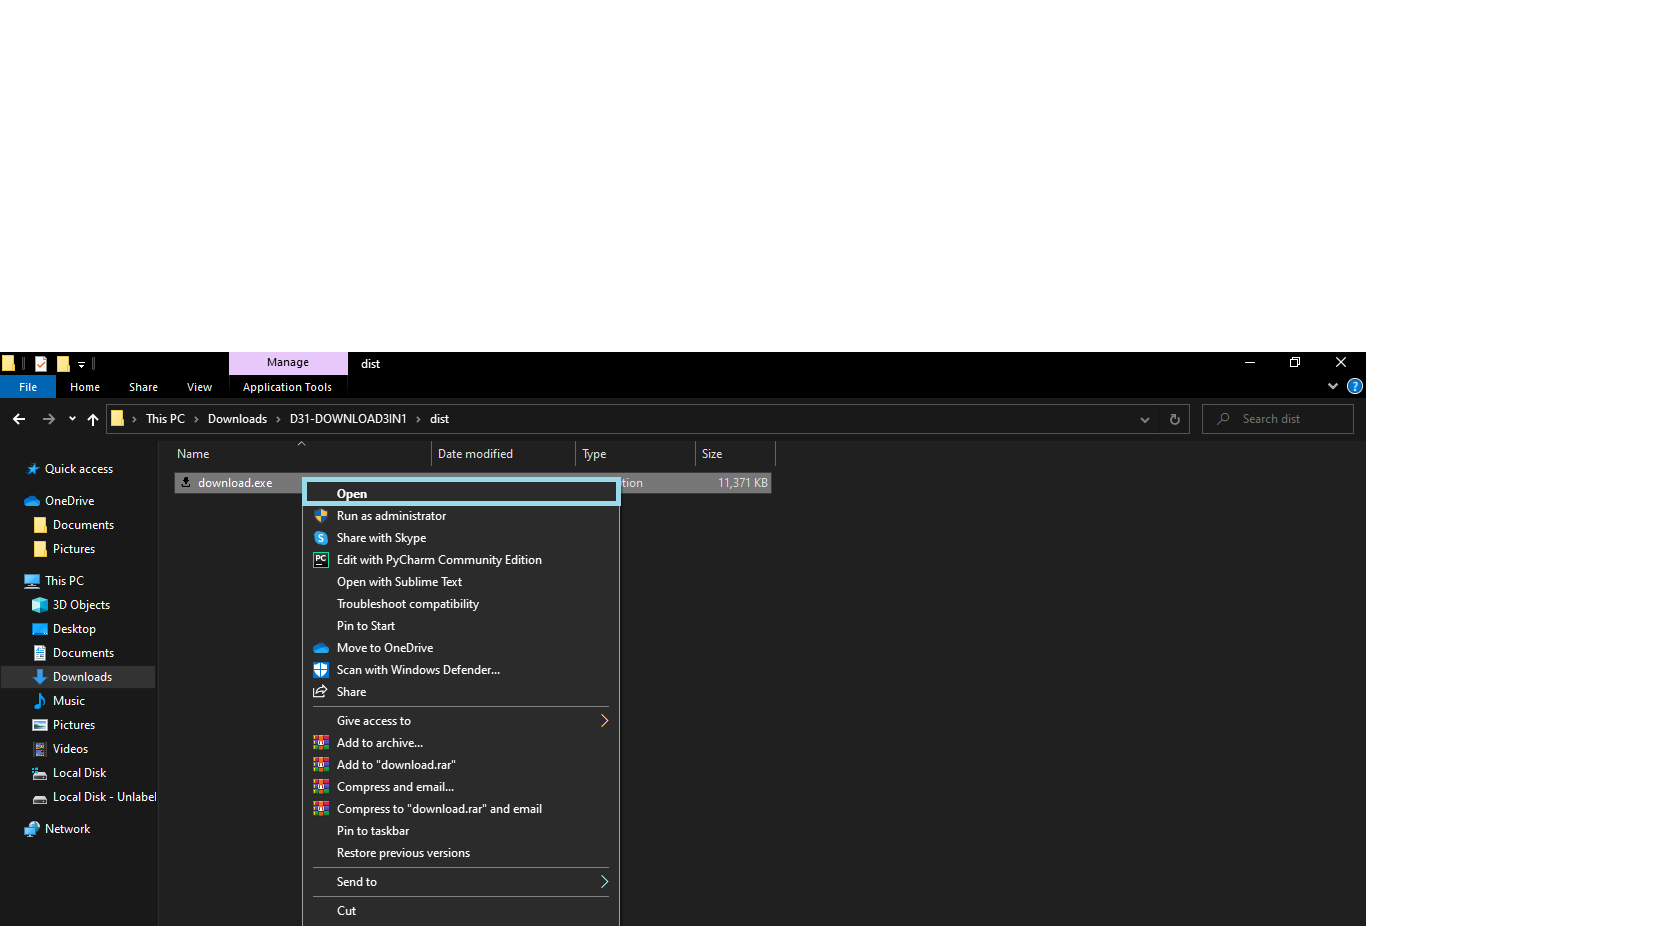 Manage
dist
File
Home
Share
View
Application Tools
This PC
Downloads
D31-DOWNLOAD3IN1
dist
Search dist
Name
Date modified
Type
Size
Quick access
OneDrive
Documents
Pictures
This PC
3D Objects
Desktop
Documents
Downloads
Music
Pictures
Videos
Local Disk
Local Disk - Unlabel
Network
download.exe
tion
11,371 KB
Open
Run as administrator
Share with Skype
PC
Edit with PyCharm Community Edition
Open with Sublime Text
Troubleshoot compatibility
Pin to Start
Move to OneDrive
Scan with Windows Defender...
Share
Give access to
Add to archive...
Add to "download.rar"
Compress and email...
Compress to "download.rar" and email
Pin to taskbar
Restore previous versions
Send to
Cut